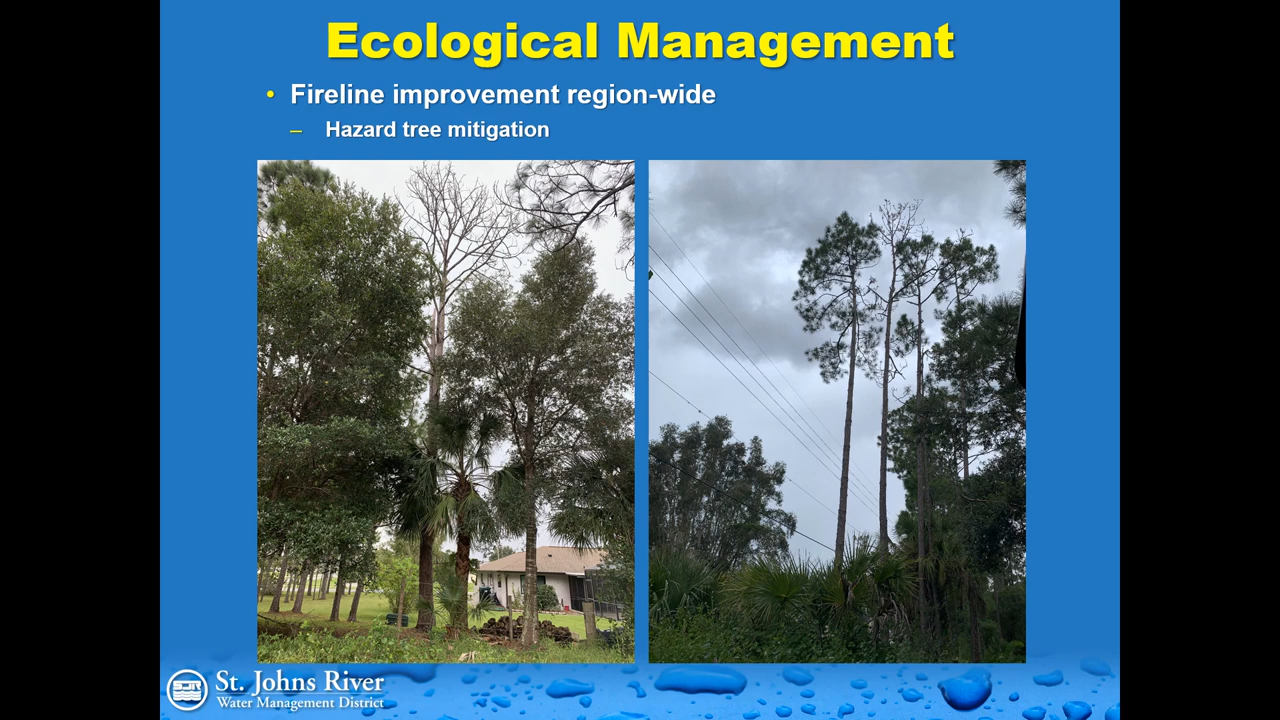 Ecological Management
• Fireline improvement region-wide
– Hazard tree mitigation
St. Johns River
Water Management District